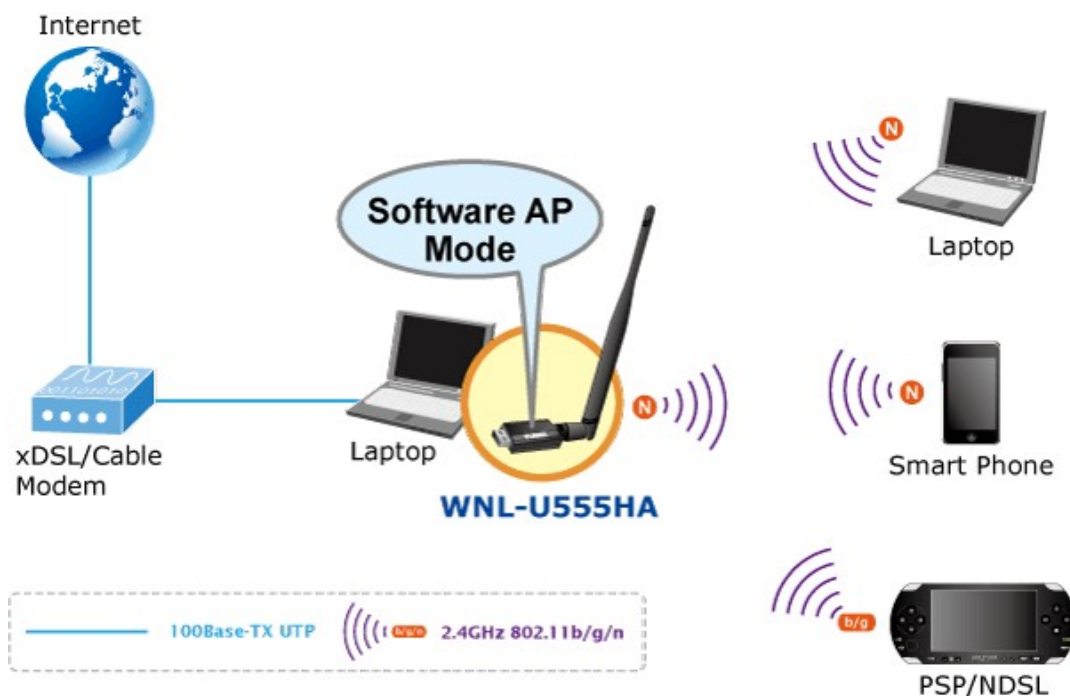 Internet
Software AP
Mode
N
Laptop
Laptop
N
xDSL/Cable
Modem
WNL-U555HA
N
Smart Phone
100Base-TX UTP
b/g/n
2.4GHz 802.11b/g/n
b/g
PSP/NDSL